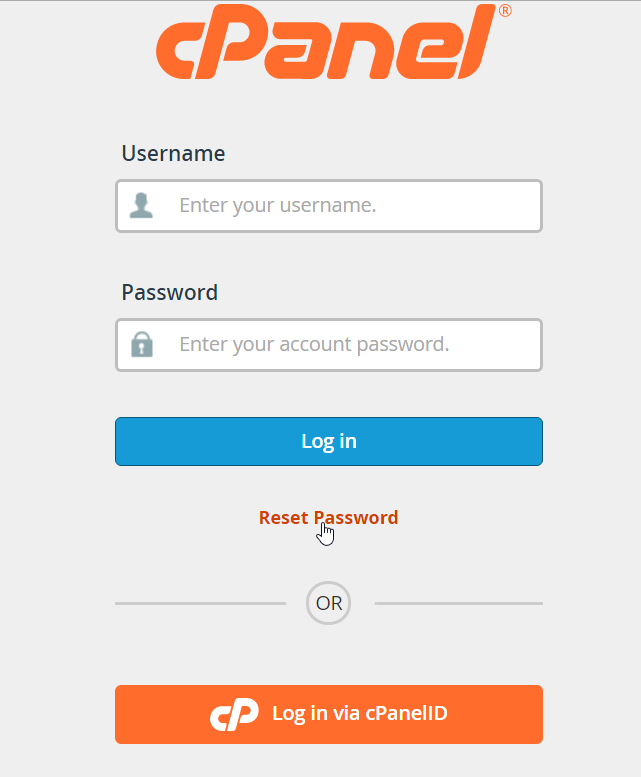 cPanel®
Username
Enter your username.
Password
Enter your account password.
Log in
Reset Password
OR
cP Log in via cPanelID